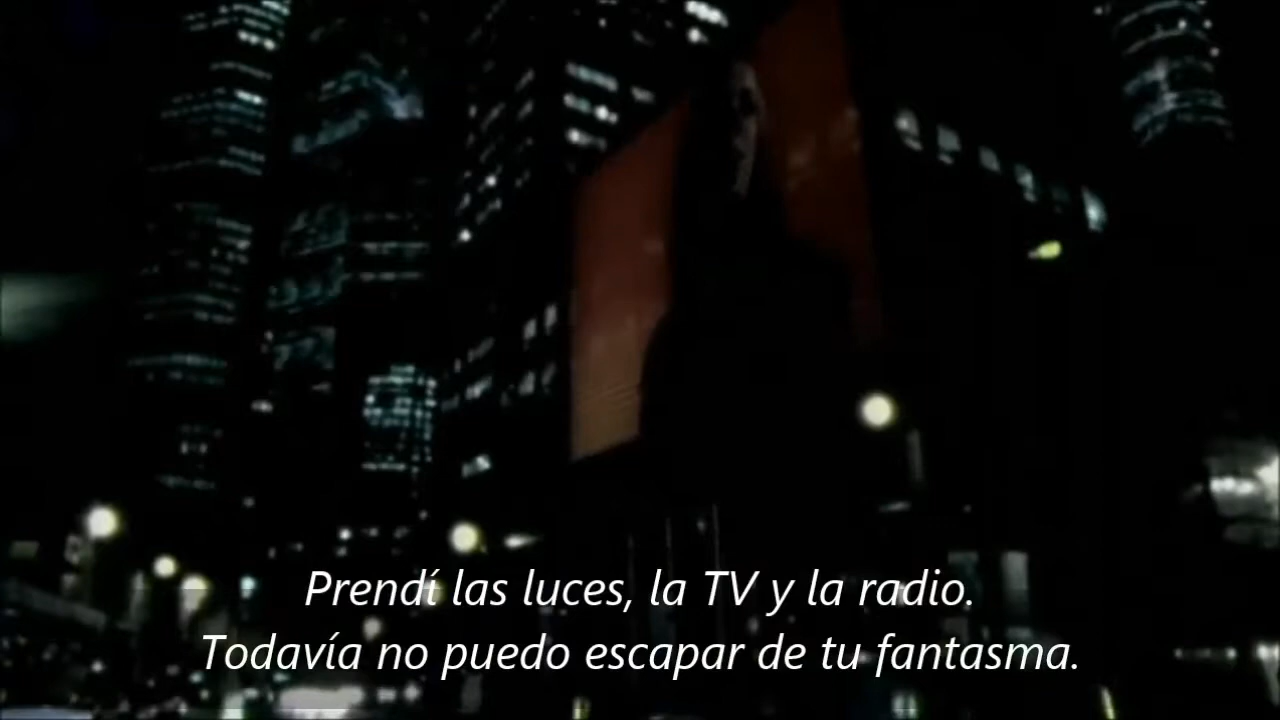 Prendí las luces, la TV y la radio.
Todavía no puedo escapar de tu fantasma.